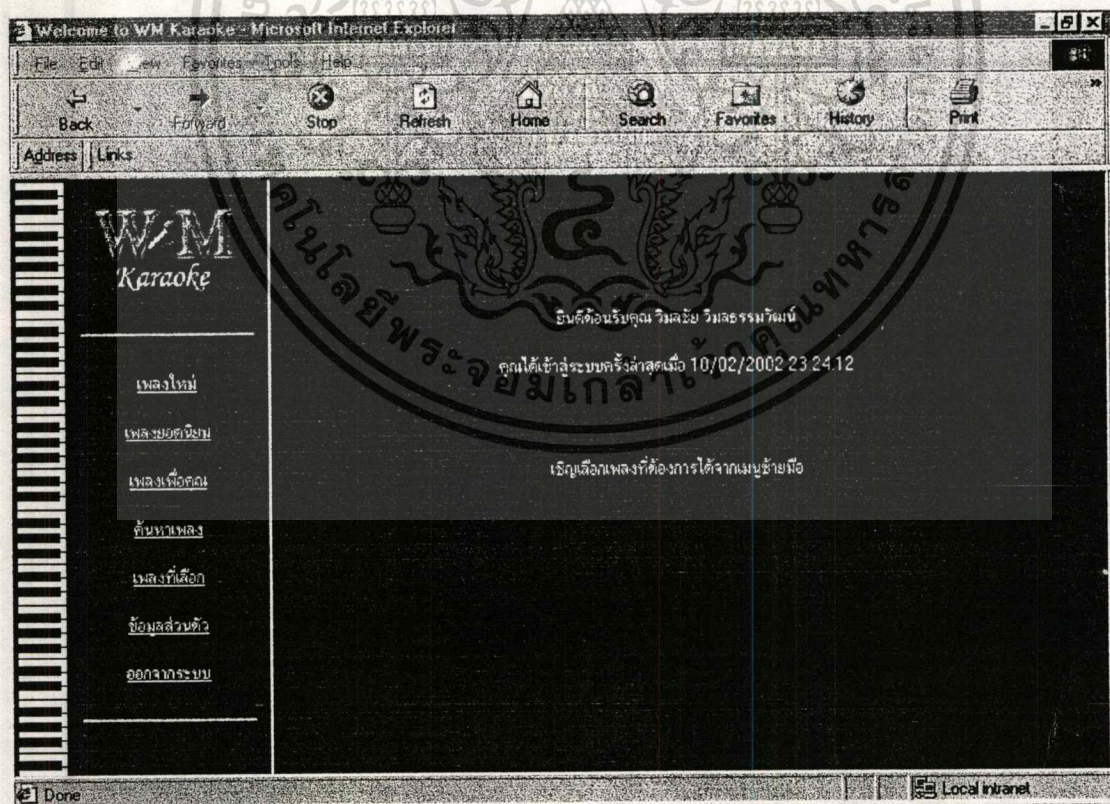 Welcome to WM Karaoke - Microsoft Internet Explorer
File Edit View Favorites Tools Help
Back Forward Stop Refresh Home Search Favorites History Print
Address Links
WM
Karaoke
เพลงใหม่
เพลงยอดนิยม
เพลงเพื่อคุณ
ค้นหาเพลง
เพลงที่เลือก
ข้อมูลส่วนตัว
ออกจากระบบ
ยินดีต้อนรับคุณ วิมลชัย วิมลธรรมวัฒน์
คุณได้เข้าสู่ระบบครั้งล่าสุดเมื่อ 10/02/2002 23:24:12
เชิญเลือกเพลงที่ต้องการได้จากเมนูซ้ายมือ
Done Local intranet